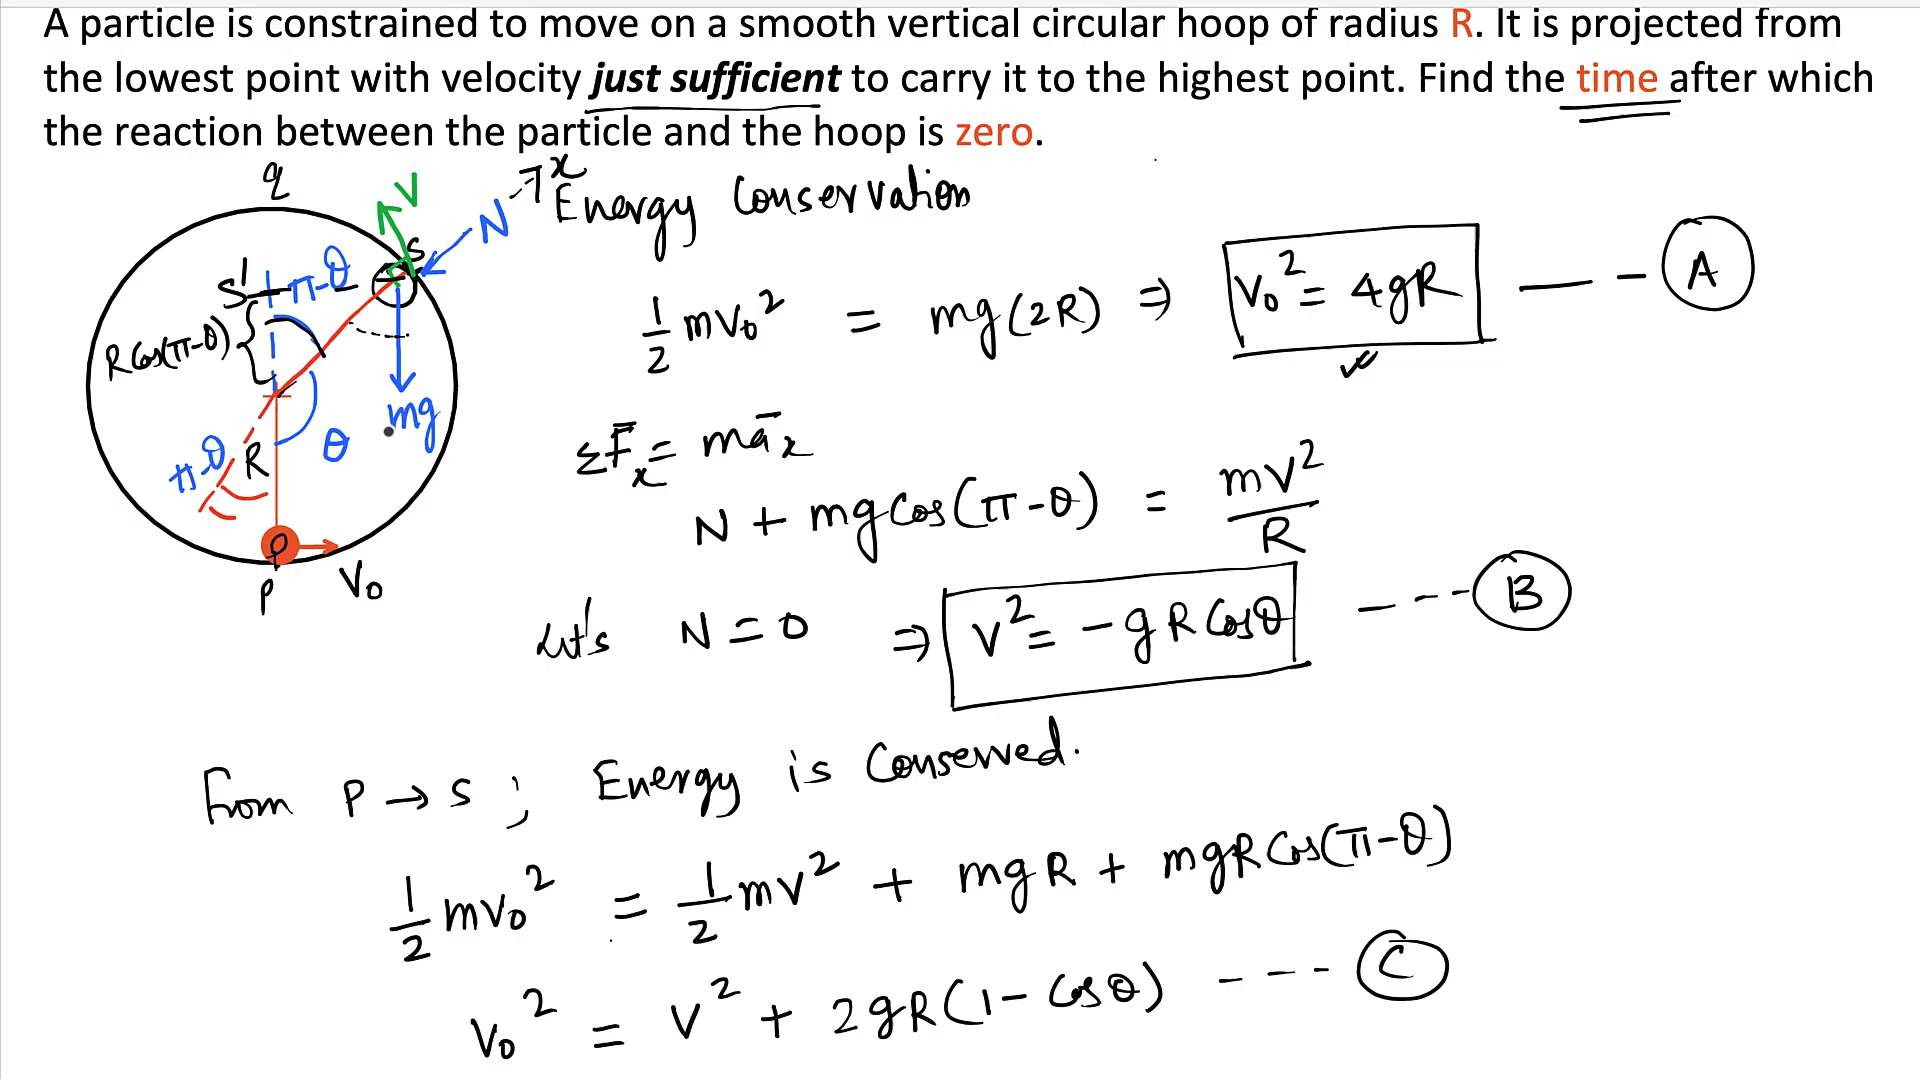 A particle is constrained to move on a smooth vertical circular hoop of radius R. It is projected from
the lowest point with velocity just sufficient to carry it to the highest point. Find the time after which
the reaction between the particle and the hoop is zero.
q
V
N
x
Energy Conservation
S
S'
π-θ
R Cos(π-θ)
mg
π-θ
R
θ
P
V₀
1/2 mV₀² = mg(2R) ⇒ V₀² = 4gR --- A
ΣF̄ₓ = māₓ
N + mg Cos(π-θ) = mV²/R
Let's N = 0 ⇒ V² = -gR Cosθ ---- B
From P → S ; Energy is Conserved.
1/2 mV₀² = 1/2 mV² + mgR + mgR Cos(π-θ)
V₀² = V² + 2gR(1 - Cosθ) ---- C